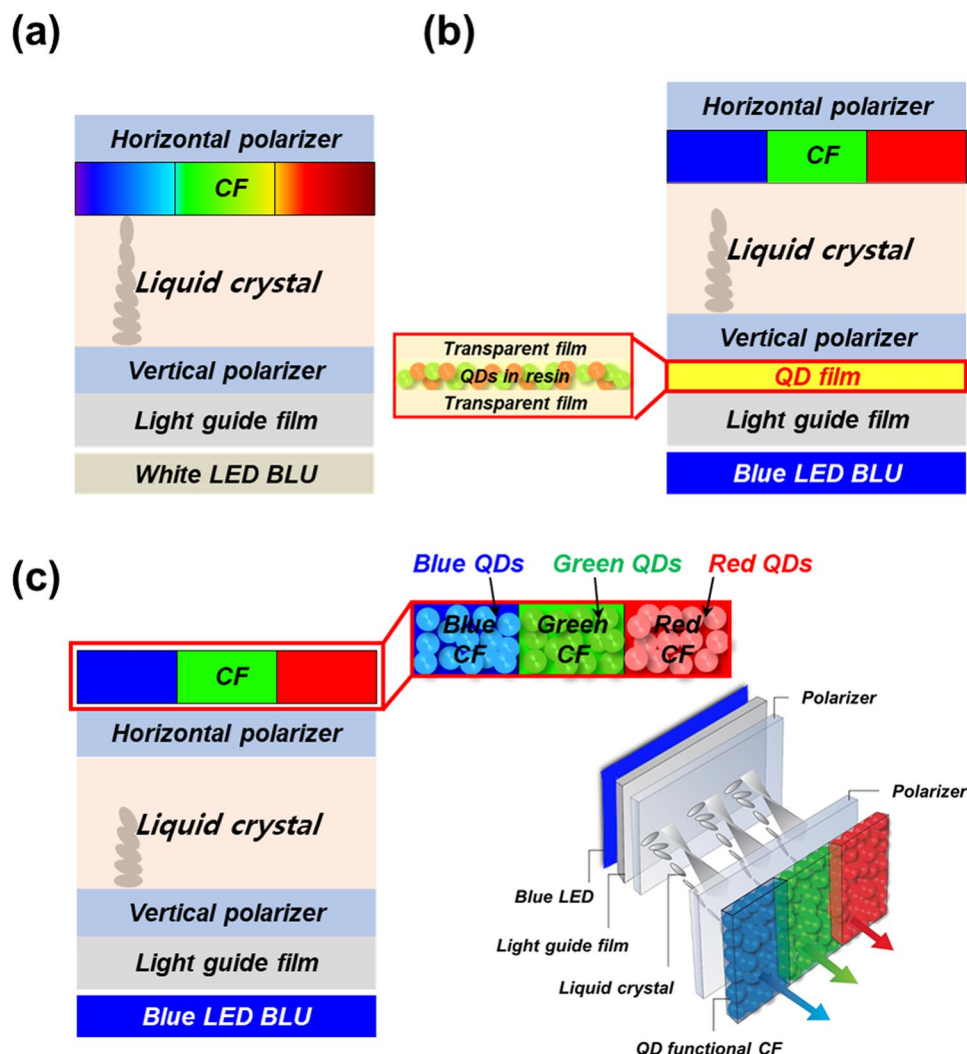 (a)
Horizontal polarizer
CF
Liquid crystal
Vertical polarizer
Light guide film
White LED BLU
(b)
Horizontal polarizer
CF
Liquid crystal
Vertical polarizer
QD film
Light guide film
Blue LED BLU
Transparent film
QDs in resin
Transparent film
(c)
CF
Horizontal polarizer
Liquid crystal
Vertical polarizer
Light guide film
Blue LED BLU
Blue QDs
Green QDs
Red QDs
Blue
CF
Green
CF
Red
CF
Polarizer
Polarizer
Blue LED
Light guide film
Liquid crystal
QD functional CF